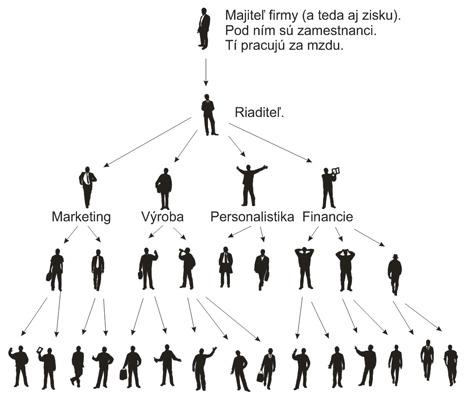 Majiteľ firmy (a teda aj zisku).
Pod ním sú zamestnanci.
Tí pracujú za mzdu.
Riaditeľ.
Marketing Výroba Personalistika Financie